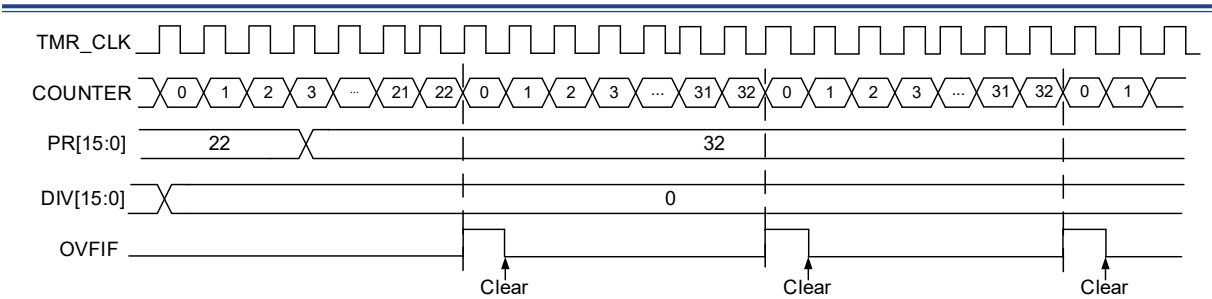 TMR_CLK
COUNTER 0 1 2 3 ... 21 22 0 1 2 3 ... 31 32 0 1 2 3 ... 31 32 0 1
PR[15:0] 22 32
DIV[15:0] 0
OVFIF
Clear Clear Clear